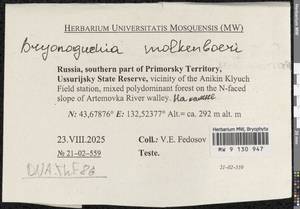 HERBARIUM UNIVERSITATIS MOSQUENSIS (MW)
Bryonoguchia molkenboeri
Russia, southern part of Primorsky Territory,
Ussurijsky State Reserve, vicinity of the Anikin Klyuch
Field station, mixed polydominant forest on the N-faced
slope of Artemovka River walley. На камне
N: 43,67876° E: 132,52377° Alt.= ca. 292 m alt. m
23.VIII.2025 Coll.: V.E. Fedosov
№ 21-02-559 Teste.
Herbarium MW, Bryophyta
MW 9 130 947
21-02-559